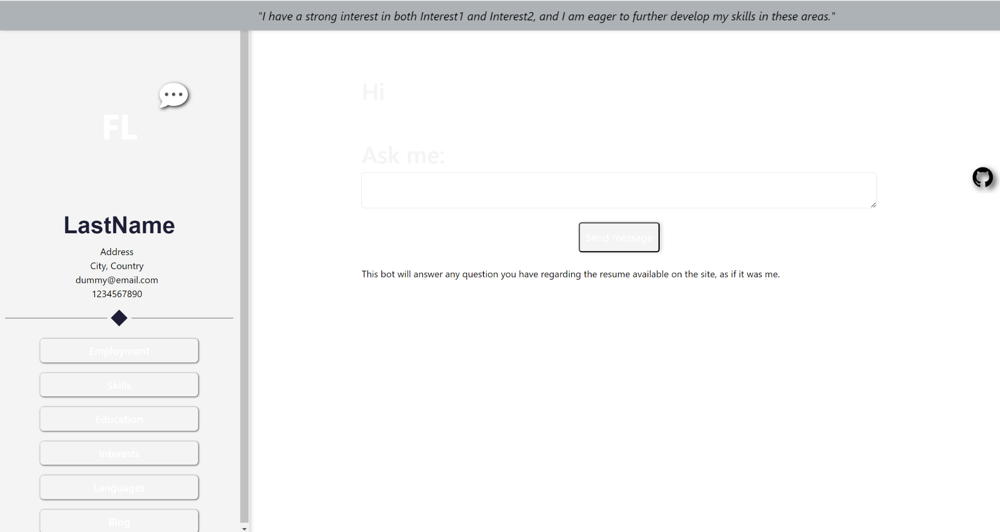 "I have a strong interest in both Interest1 and Interest2, and I am eager to further develop my skills in these areas."
FL
LastName
Address
City, Country
dummy@email.com
1234567890
Employment
Skills
Education
Interests
Languages
Blog
Hi
Ask me:
Send message
This bot will answer any question you have regarding the resume available on the site, as if it was me.